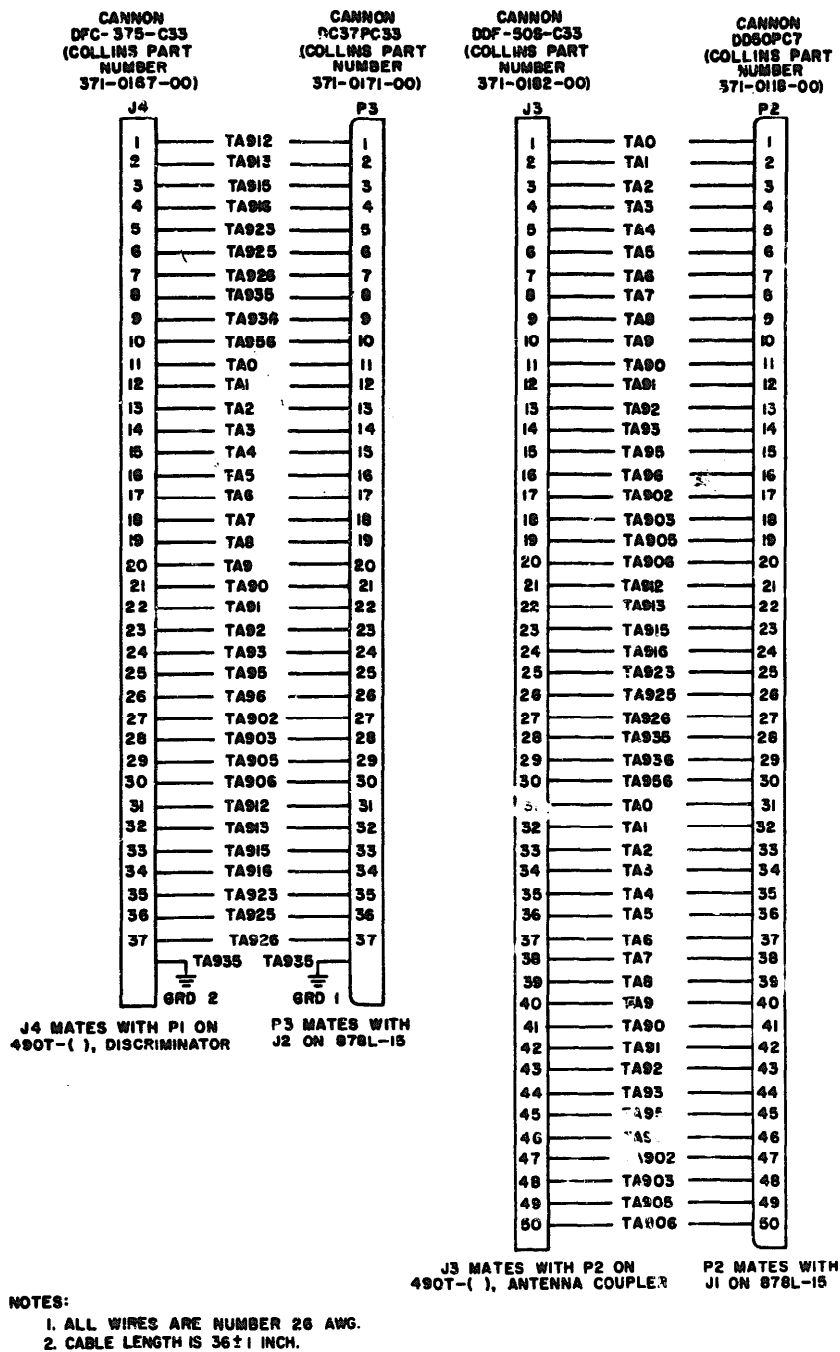 CANNON
DFC-37S-C33
(COLLINS PART
NUMBER
371-0167-00)
J4
CANNON
DC37PC33
(COLLINS PART
NUMBER
371-0171-00)
P3
1 TA912 1
2 TA913 2
3 TA915 3
4 TA916 4
5 TA923 5
6 TA925 6
7 TA926 7
8 TA935 8
9 TA936 9
10 TA956 10
11 TA0 11
12 TA1 12
13 TA2 13
14 TA3 14
15 TA4 15
16 TA5 16
17 TA6 17
18 TA7 18
19 TA8 19
20 TA9 20
21 TA90 21
22 TA91 22
23 TA92 23
24 TA93 24
25 TA95 25
26 TA96 26
27 TA902 27
28 TA903 28
29 TA905 29
30 TA906 30
31 TA912 31
32 TA913 32
33 TA915 33
34 TA916 34
35 TA923 35
36 TA925 36
37 TA926 37
TA935 TA935
GRD 2 GRD 1
J4 MATES WITH P1 ON
490T-( ), DISCRIMINATOR
P3 MATES WITH
J2 ON 878L-15
CANNON
DDF-50S-C33
(COLLINS PART
NUMBER
371-0182-00)
J3
CANNON
DD50PC7
(COLLINS PART
NUMBER
371-0118-00)
P2
1 TA0 1
2 TA1 2
3 TA2 3
4 TA3 4
5 TA4 5
6 TA5 6
7 TA6 7
8 TA7 8
9 TA8 9
10 TA9 10
11 TA90 11
12 TA91 12
13 TA92 13
14 TA93 14
15 TA95 15
16 TA96 16
17 TA902 17
18 TA903 18
19 TA905 19
20 TA906 20
21 TA912 21
22 TA913 22
23 TA915 23
24 TA916 24
25 TA923 25
26 TA925 26
27 TA926 27
28 TA935 28
29 TA936 29
30 TA956 30
TA0 31
32 TA1 32
33 TA2 33
34 TA3 34
35 TA4 35
36 TA5 36
37 TA6 37
38 TA7 38
39 TA8 39
40 TA9 40
41 TA90 41
42 TA91 42
43 TA92 43
44 TA93 44
45 45
46 46
47 47
48 TA903 48
49 TA905 49
50 TA906 50
J3 MATES WITH P2 ON
490T-( ), ANTENNA COUPLER
P2 MATES WITH
J1 ON 878L-15
NOTES:
1. ALL WIRES ARE NUMBER 26 AWG.
2. CABLE LENGTH IS 36±1 INCH.